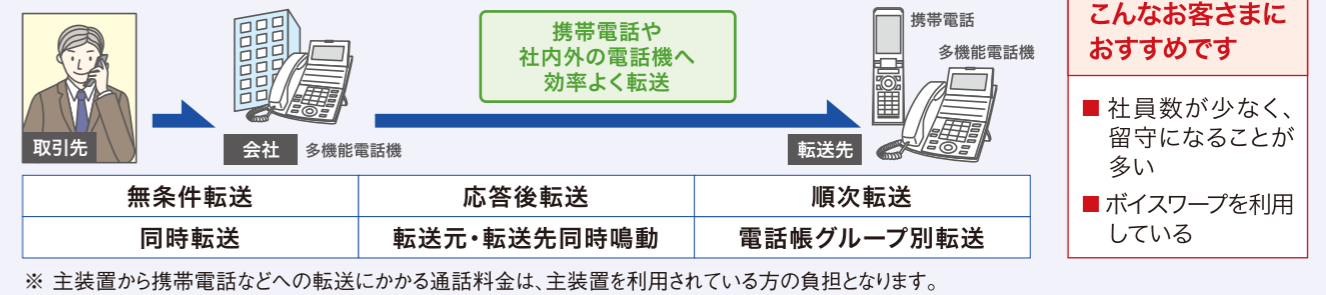 取引先
会社
多機能電話機
携帯電話や
社内外の電話機へ
効率よく転送
携帯電話
多機能電話機
転送先
無条件転送
応答後転送
順次転送
同時転送
転送元・転送先同時鳴動
電話帳グループ別転送
※ 主装置から携帯電話などへの転送にかかる通話料金は、主装置を利用されている方の負担となります。
こんなお客さまに
おすすめです
■ 社員数が少なく、
留守になることが
多い
■ ボイスワープを利用
している